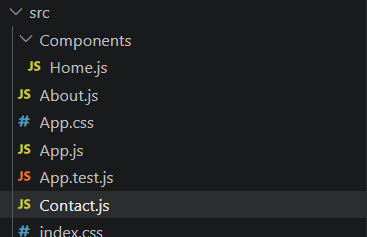 src
Components
JS Home.js
JS About.js
# App.css
JS App.js
JS App.test.js
JS Contact.js
# index.css